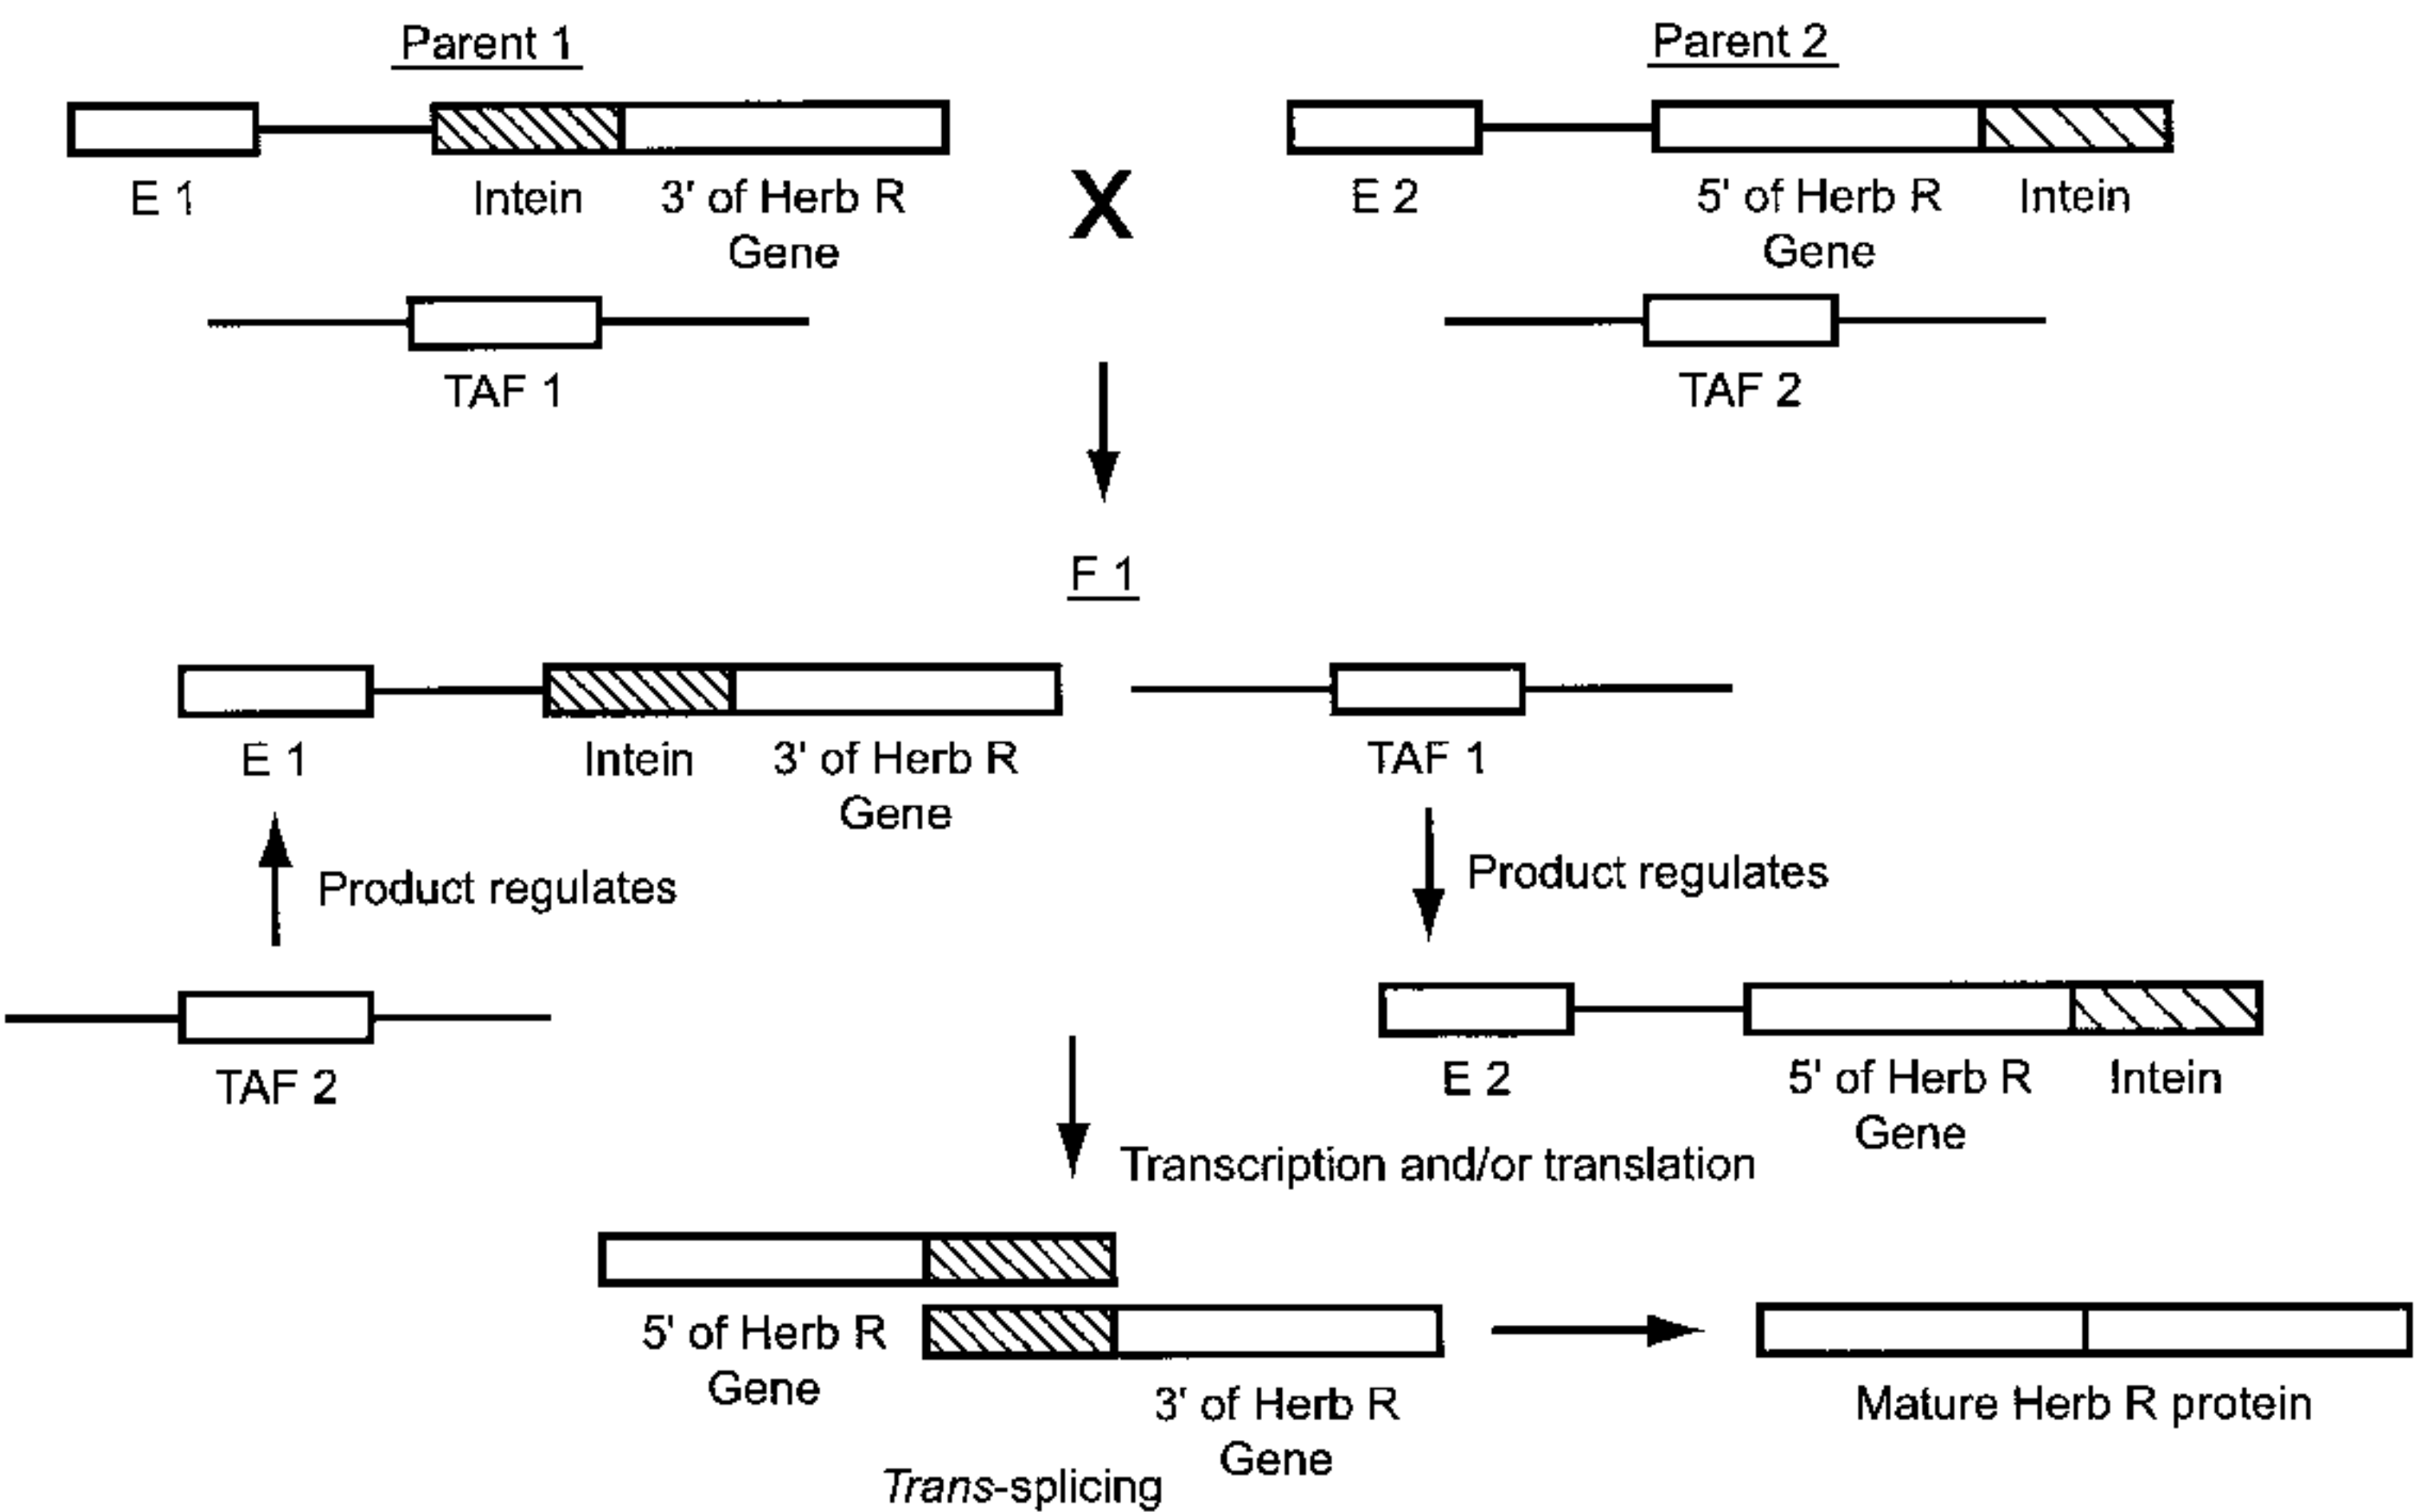 Parent 1
Parent 2
E 1
Intein
3' of Herb R
Gene
X
E 2
5' of Herb R
Gene
Intein
TAF 1
TAF 2
F 1
E 1
Intein
3' of Herb R
Gene
TAF 1
Product regulates
Product regulates
TAF 2
E 2
5' of Herb R
Gene
Intein
Transcription and/or translation
5' of Herb R
Gene
3' of Herb R
Gene
Mature Herb R protein
Trans-splicing